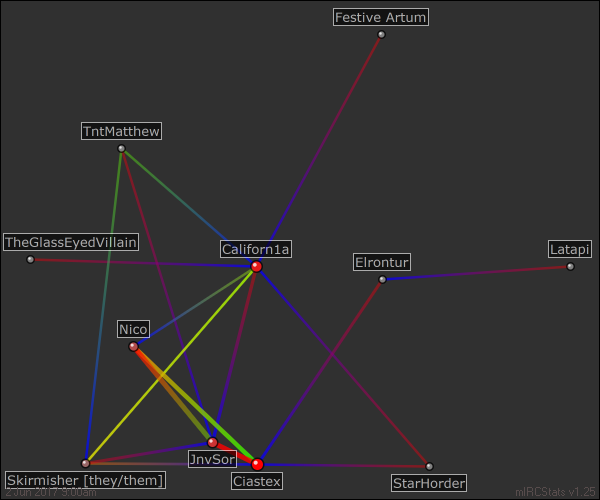 Festive Artum
TntMatthew
TheGlassEyedVillain
Californ1a
Elrontur
Latapi
Nico
JnvSor
Skirmisher [they/them]
Ciastex
StarHorder
2 Jun 2017 9:00am
mIRCStats v1.25